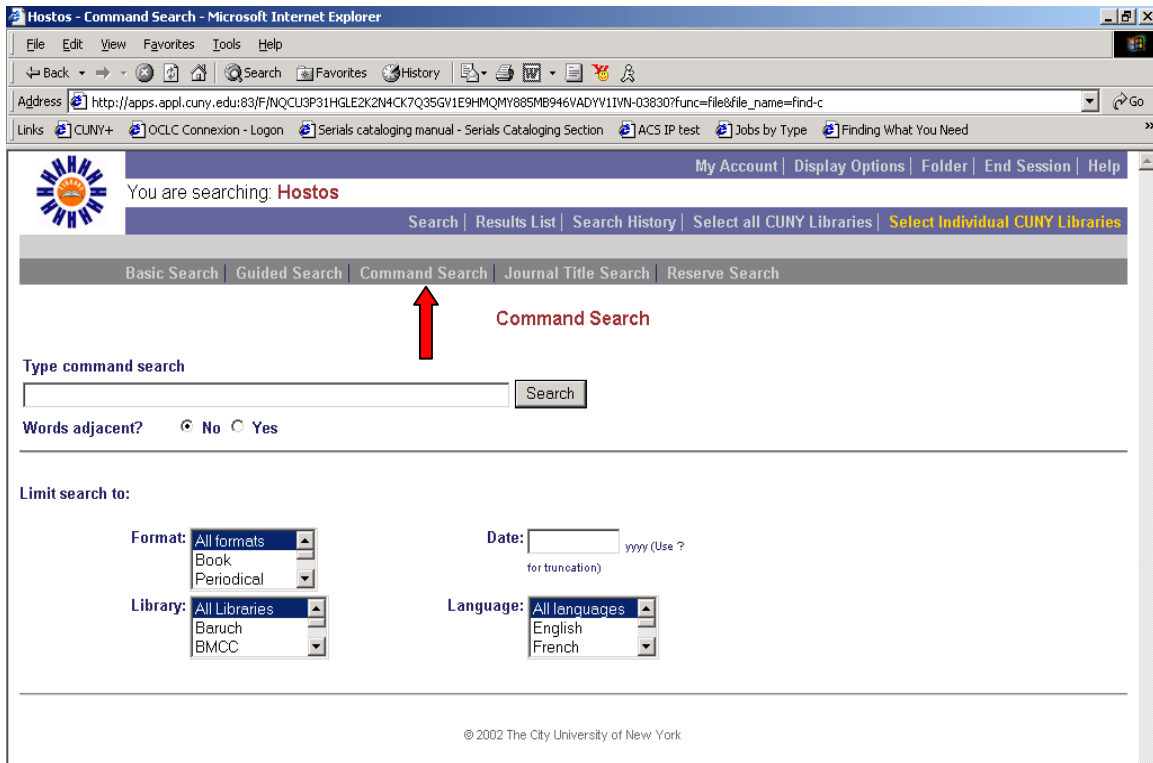 Hostos - Command Search - Microsoft Internet Explorer
File Edit View Favorites Tools Help
Back Search Favorites History
Address http://apps.appl.cuny.edu:83/F/NQCU3P31HGLE2K2N4CK7Q35GV1E9HMQMY885MB946VADYV1IVN-03830?func=file&file_name=find-c Go
Links CUNY+ OCLC Connexion - Logon Serials cataloging manual - Serials Cataloging Section ACS IP test Jobs by Type Finding What You Need »
My Account | Display Options | Folder | End Session | Help
You are searching: Hostos
Search | Results List | Search History | Select all CUNY Libraries | Select Individual CUNY Libraries
Basic Search | Guided Search | Command Search | Journal Title Search | Reserve Search
Command Search
Type command search
Search
Words adjacent? No Yes
Limit search to:
Format: All formats
Book
Periodical
Date: yyyy (Use ?
for truncation)
Library: All Libraries
Baruch
BMCC
Language: All languages
English
French
© 2002 The City University of New York